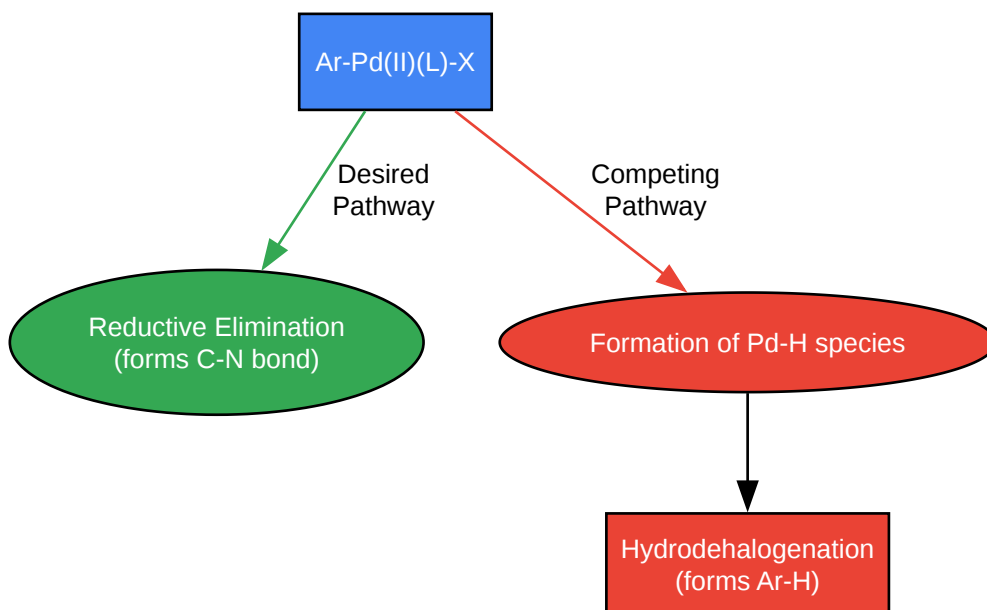 Ar-Pd(II)(L)-X
Desired
Pathway
Competing
Pathway
Reductive Elimination
(forms C-N bond)
Formation of Pd-H species
Hydrodehalogenation
(forms Ar-H)